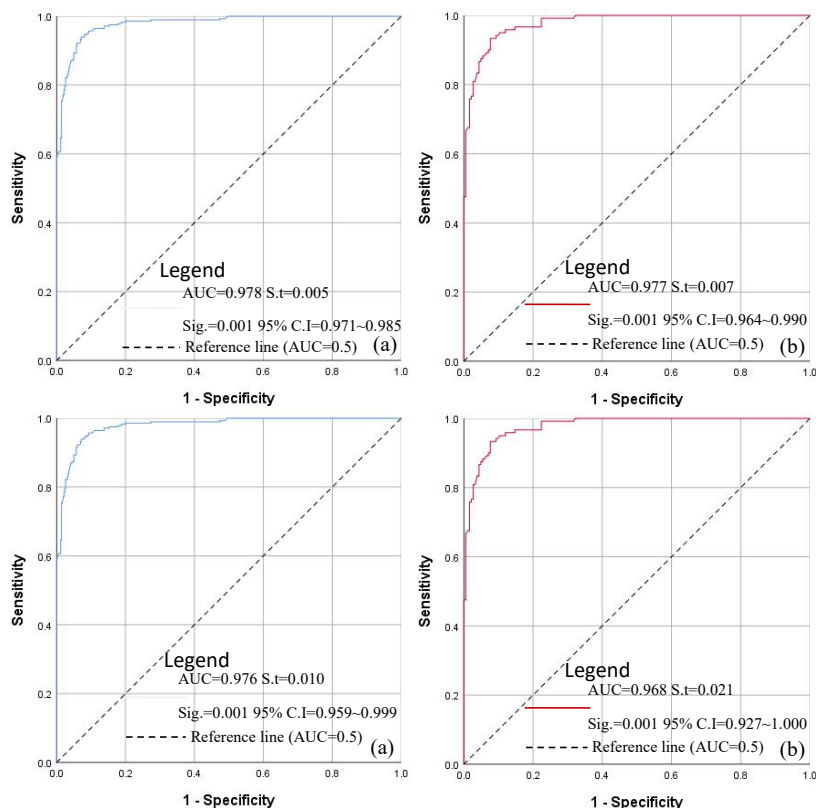 1.0
0.8
0.6
0.4
0.2
0.0
Sensitivity
0.0 0.2 0.4 0.6 0.8 1.0
1 - Specificity
Legend
AUC=0.978 S.t=0.005
Sig.=0.001 95% C.I=0.971~0.985
Reference line (AUC=0.5)
(a)
1.0
0.8
0.6
0.4
0.2
0.0
Sensitivity
0.0 0.2 0.4 0.6 0.8 1.0
1 - Specificity
Legend
AUC=0.977 S.t=0.007
Sig.=0.001 95% C.I=0.964~0.990
Reference line (AUC=0.5)
(b)
1.0
0.8
0.6
0.4
0.2
0.0
Sensitivity
0.0 0.2 0.4 0.6 0.8 1.0
1 - Specificity
Legend
AUC=0.976 S.t=0.010
Sig.=0.001 95% C.I=0.959~0.999
Reference line (AUC=0.5)
(a)
1.0
0.8
0.6
0.4
0.2
0.0
Sensitivity
0.0 0.2 0.4 0.6 0.8 1.0
1 - Specificity
Legend
AUC=0.968 S.t=0.021
Sig.=0.001 95% C.I=0.927~1.000
Reference line (AUC=0.5)
(b)